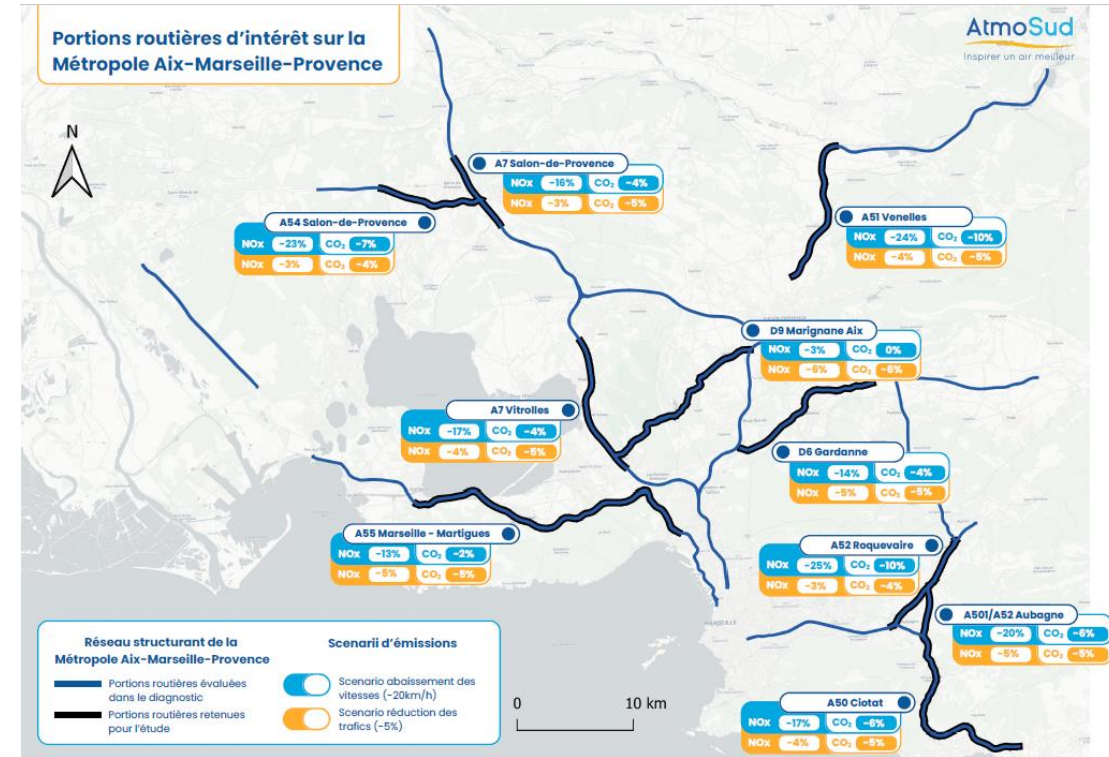 Portions routières d'intérêt sur la
Métropole Aix-Marseille-Provence
AtmoSud
Inspirer un air meilleur
N
A7 Salon-de-Provence
NOx -16% CO₂ -4%
NOx -3% CO₂ -5%
A54 Salon-de-Provence
NOx -23% CO₂ -7%
NOx -3% CO₂ -4%
A51 Venelles
NOx -24% CO₂ -10%
NOx -4% CO₂ -5%
D9 Marignane Aix
NOx -3% CO₂ 0%
NOx -6% CO₂ -6%
A7 Vitrolles
NOx -17% CO₂ -4%
NOx -4% CO₂ -5%
D6 Gardanne
NOx -14% CO₂ -4%
NOx -5% CO₂ -5%
A55 Marseille - Martigues
NOx -13% CO₂ -2%
NOx -5% CO₂ -5%
A52 Roquevaire
NOx -25% CO₂ -10%
NOx -3% CO₂ -4%
A501/A52 Aubagne
NOx -20% CO₂ -6%
NOx -5% CO₂ -5%
MARSEILLE
A50 Ciotat
NOx -17% CO₂ -6%
NOx -4% CO₂ -5%
Réseau structurant de la
Métropole Aix-Marseille-Provence
Portions routières évaluées
dans le diagnostic
Portions routières retenues
pour l'étude
Scenarii d'émissions
Scenario abaissement des
vitesses (-20km/h)
Scenario réduction des
trafics (-5%)
0 10 km